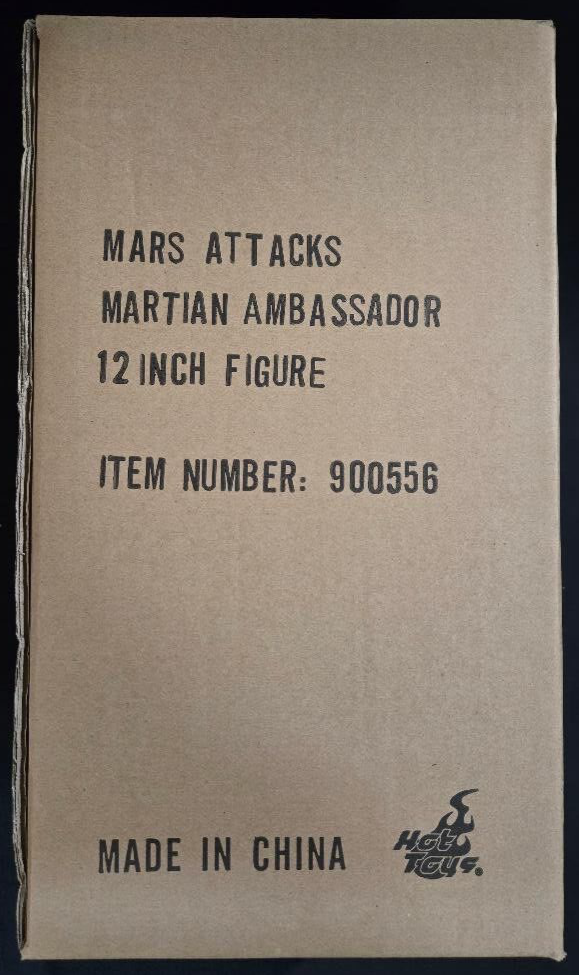 MARS ATTACKS
MARTIAN AMBASSADOR
12 INCH FIGURE
ITEM NUMBER: 900556
MADE IN CHINA
Hot
Toys®